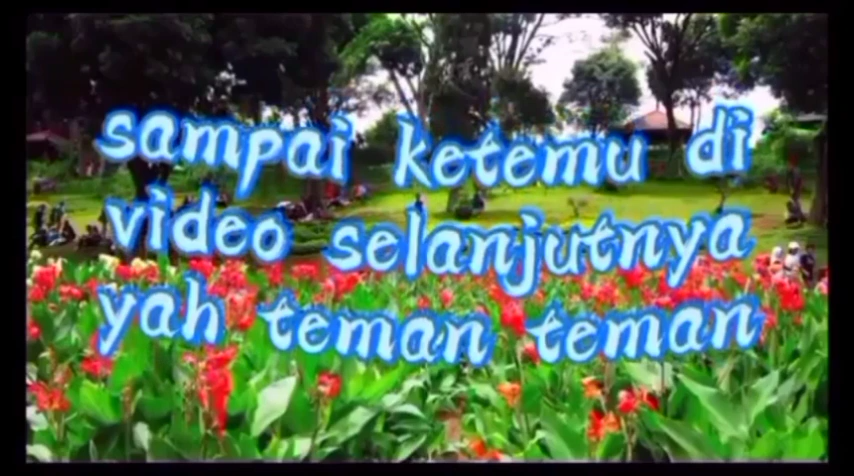 sampai ketemu di
video selanjutnya
yah teman teman